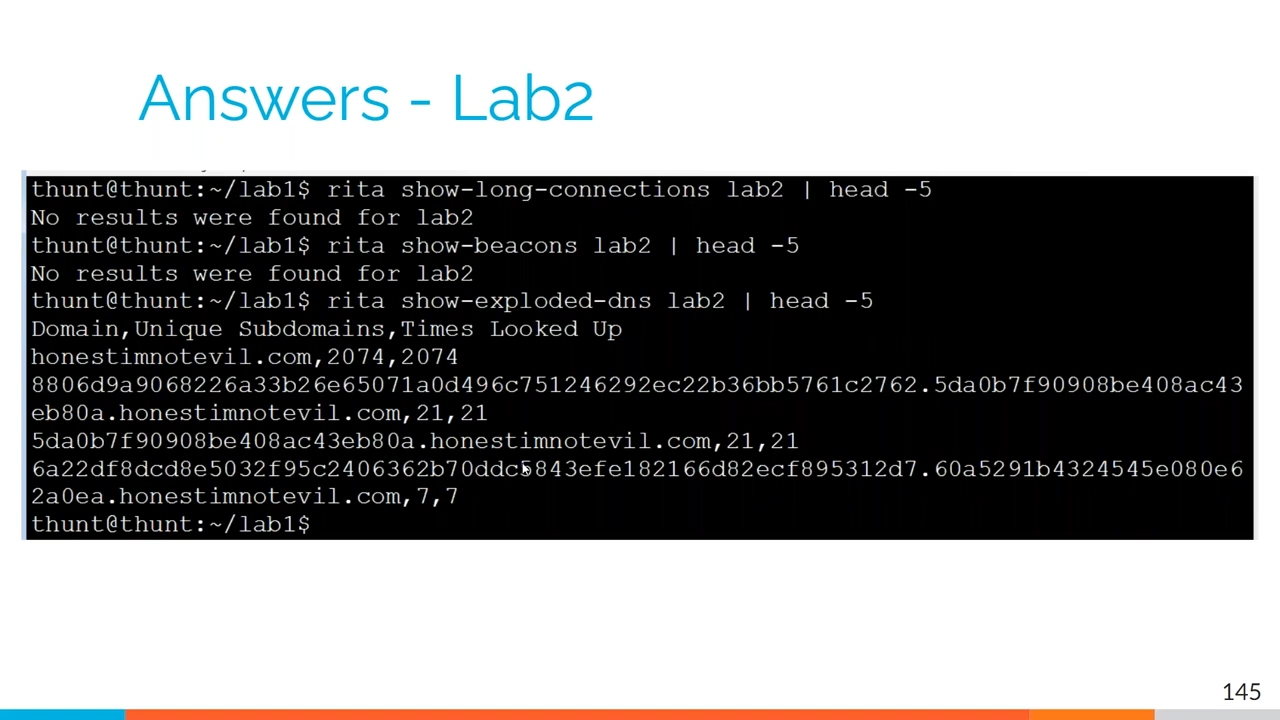 Answers - Lab2
thunt@thunt:~/lab1$ rita show-long-connections lab2 | head -5
No results were found for lab2
thunt@thunt:~/lab1$ rita show-beacons lab2 | head -5
No results were found for lab2
thunt@thunt:~/lab1$ rita show-exploded-dns lab2 | head -5
Domain,Unique Subdomains,Times Looked Up
honestimnotevil.com,2074,2074
8806d9a9068226a33b26e65071a0d496c751246292ec22b36bb5761c2762.5da0b7f90908be408ac43
eb80a.honestimnotevil.com,21,21
5da0b7f90908be408ac43eb80a.honestimnotevil.com,21,21
6a22df8dcd8e5032f95c2406362b70ddc5843efe182166d82ecf895312d7.60a5291b4324545e080e6
2a0ea.honestimnotevil.com,7,7
thunt@thunt:~/lab1$
145